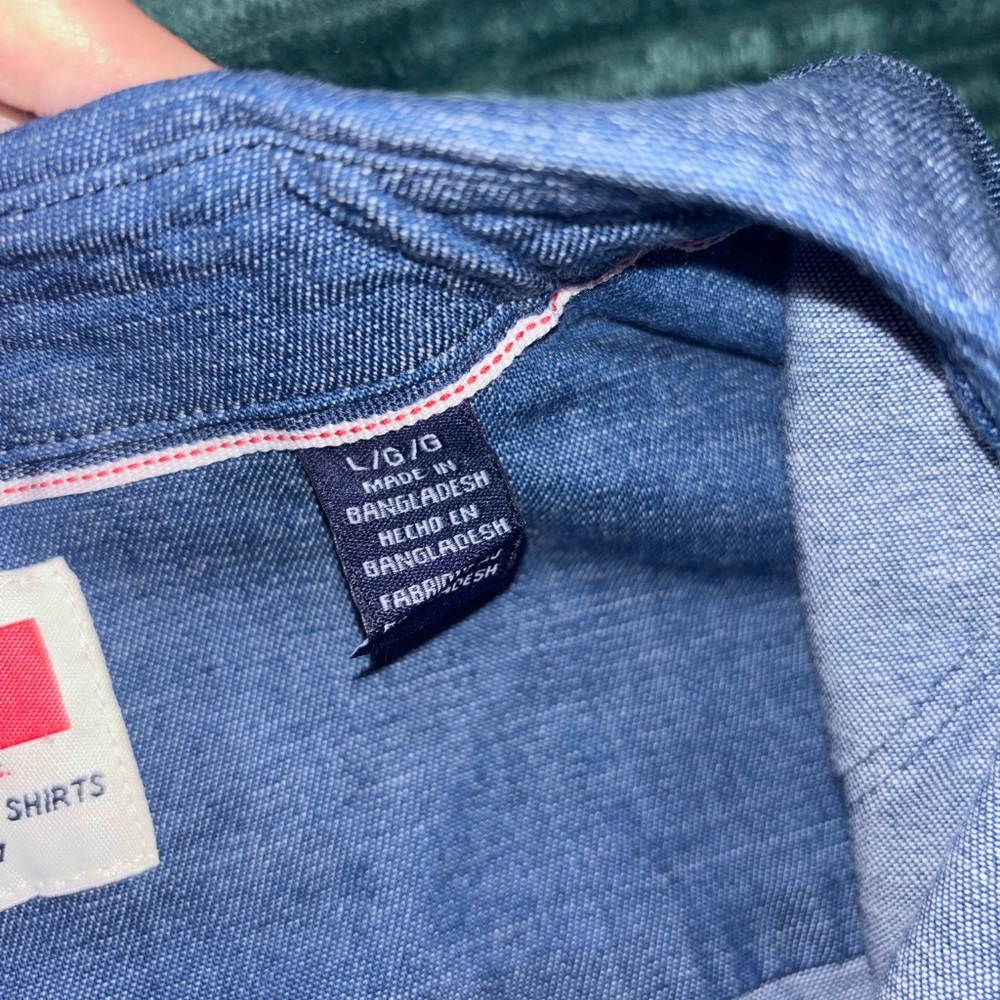 L/G/G
MADE IN
BANGLADESH
HECHO EN
BANGLADESH
SHIRTS